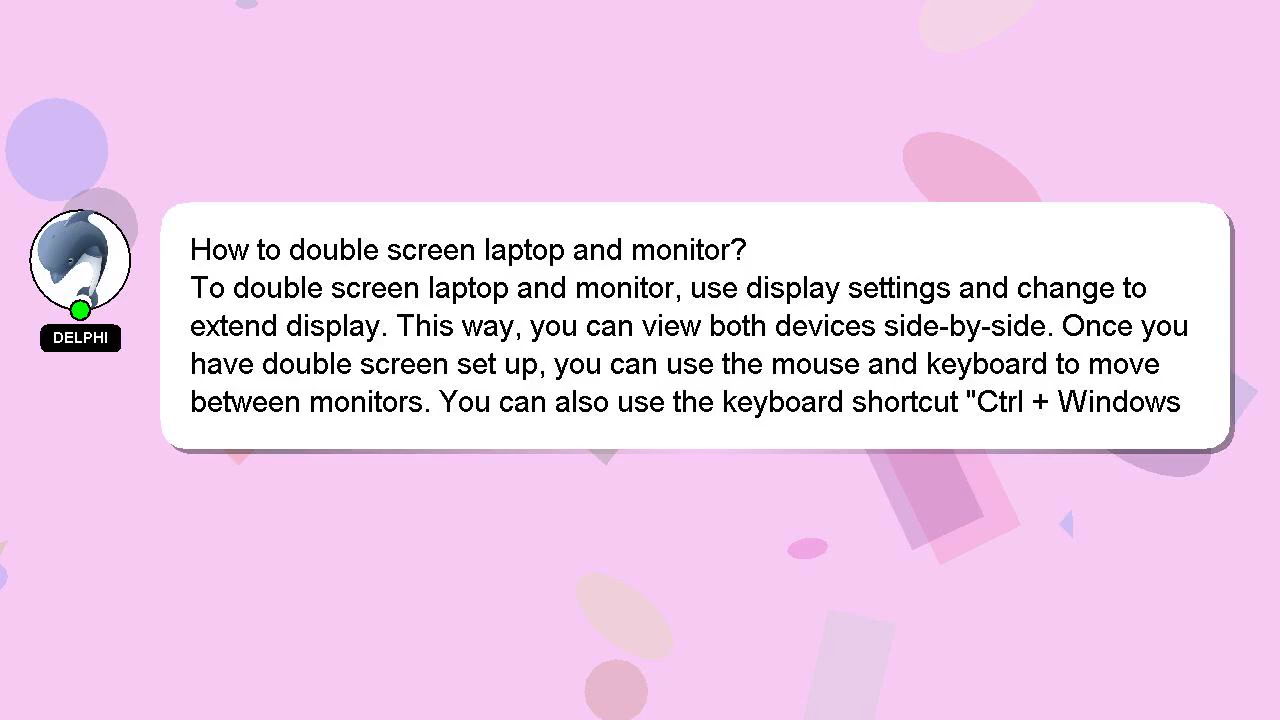 How to double screen laptop and monitor?
To double screen laptop and monitor, use display settings and change to
extend display. This way, you can view both devices side-by-side. Once you
have double screen set up, you can use the mouse and keyboard to move
between monitors. You can also use the keyboard shortcut "Ctrl + Windows
DELPHI